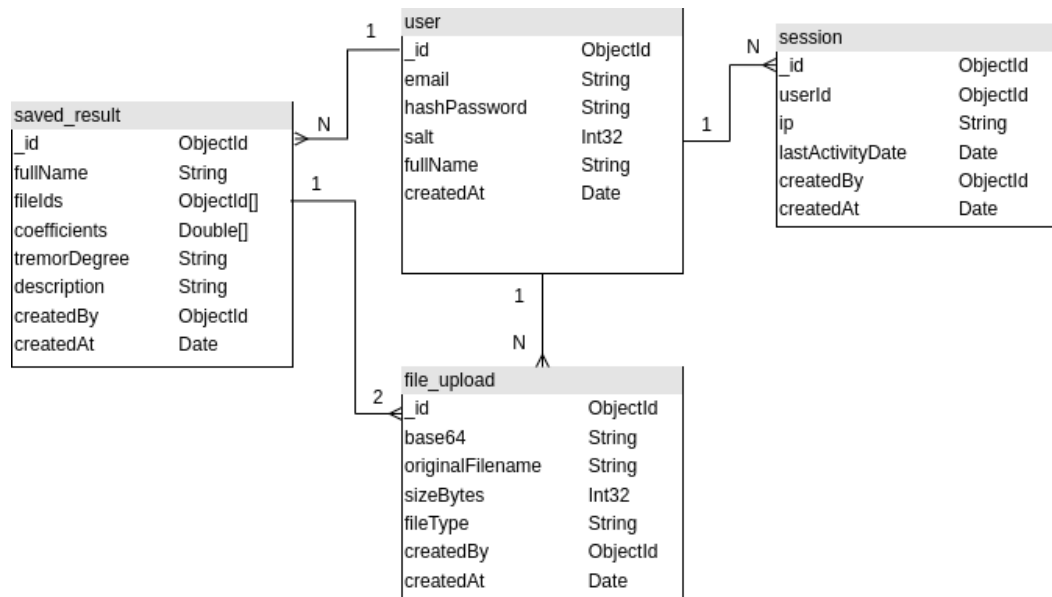 user
_id ObjectId
email String
hashPassword String
salt Int32
fullName String
createdAt Date
session
_id ObjectId
userId ObjectId
ip String
lastActivityDate Date
createdBy ObjectId
createdAt Date
saved_result
_id ObjectId
fullName String
fileIds ObjectId[]
coefficients Double[]
tremorDegree String
description String
createdBy ObjectId
createdAt Date
file_upload
_id ObjectId
base64 String
originalFilename String
sizeBytes Int32
fileType String
createdBy ObjectId
createdAt Date
1
N
1
N
1
2
1
N